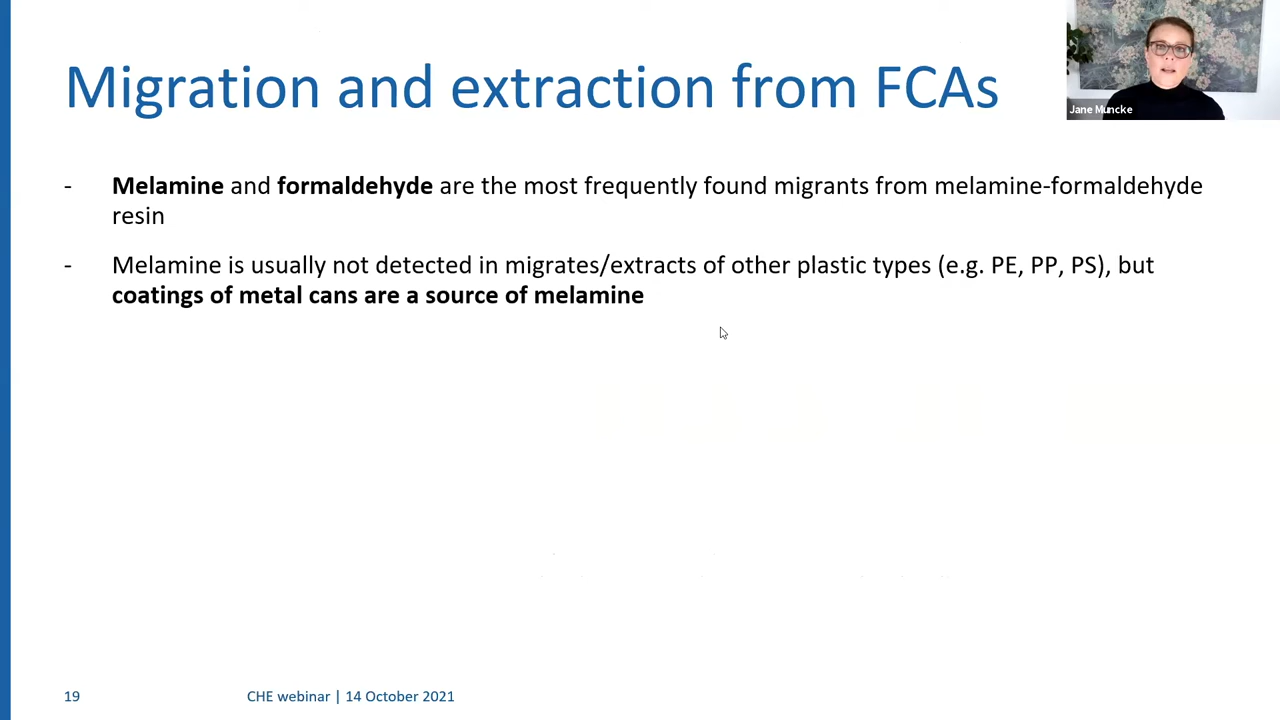 Migration and extraction from FCAs
Jane Muncke
- Melamine and formaldehyde are the most frequently found migrants from melamine-formaldehyde
resin
- Melamine is usually not detected in migrates/extracts of other plastic types (e.g. PE, PP, PS), but
coatings of metal cans are a source of melamine
19 CHE webinar | 14 October 2021